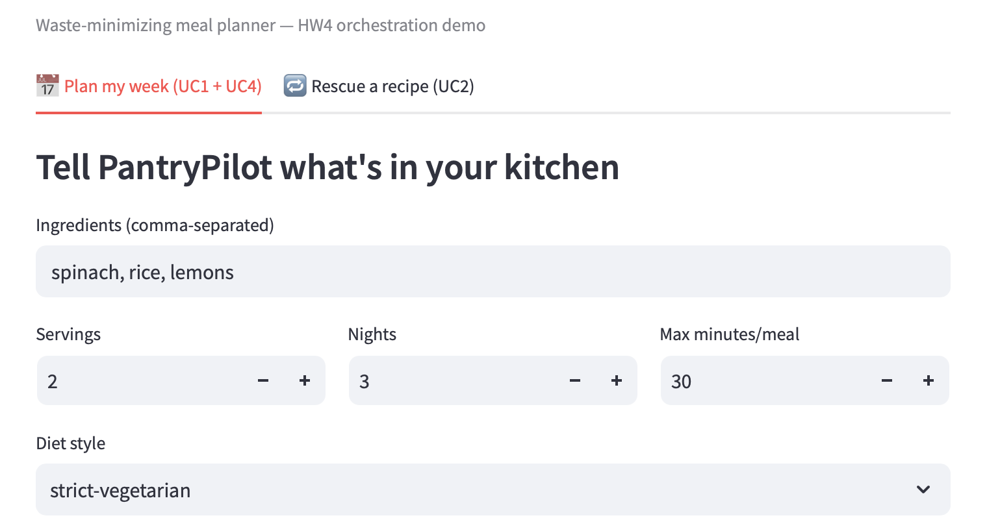 Waste-minimizing meal planner — HW4 orchestration demo
JUL 17 Plan my week (UC1 + UC4) Rescue a recipe (UC2)
Tell PantryPilot what's in your kitchen
Ingredients (comma-separated)
spinach, rice, lemons
Servings Nights Max minutes/meal
2 − + 3 − + 30 − +
Diet style
strict-vegetarian